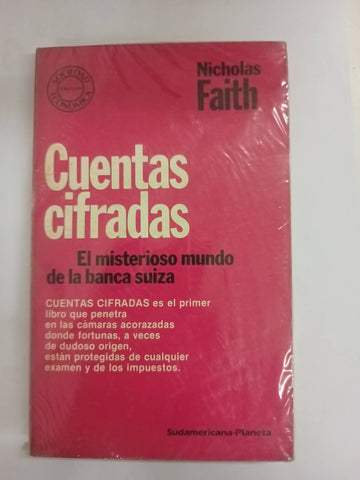 SOCIEDAD
ECONOMICA
Nicholas
Faith
Cuentas
cifradas
El misterioso mundo
de la banca suiza
CUENTAS CIFRADAS es el primer
libro que penetra
en las cámaras acorazadas
donde fortunas, a veces
de dudoso origen,
están protegidas de cualquier
examen y de los impuestos.
Sudamericana-Planeta